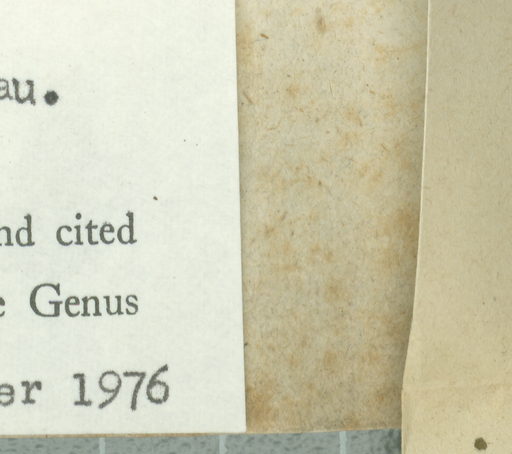 au.
nd cited
e Genus
er 1976